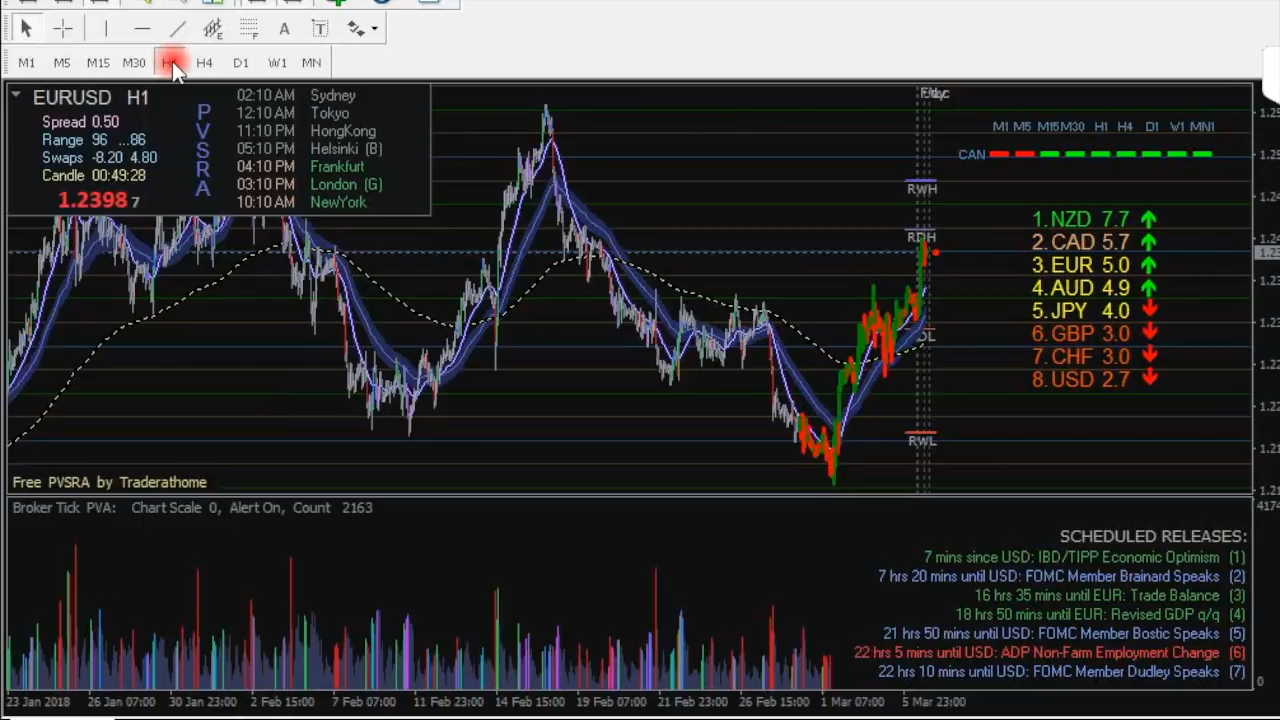 A T
M1 M5 M15 M30 H1 H4 D1 W1 MN
EURUSD H1
Spread 0.50
Range 96 ...86
Swaps -8.20 4.80
Candle 00:49:28
1.23987
P
V
S
R
A
02:10 AM Sydney
12:10 AM Tokyo
11:10 PM HongKong
05:10 PM Helsinki (B)
04:10 PM Frankfurt
03:10 PM London (G)
10:10 AM NewYork
M1 M5 M15 M30 H1 H4 D1 W1 MN1
CAN
RWH
RDH
RWL
1. NZD 7.7
2. CAD 5.7
3. EUR 5.0
4. AUD 4.9
5. JPY 4.0
6. GBP 3.0
7. CHF 3.0
8. USD 2.7
Free PVSRA by Traderathome
Broker Tick PVA: Chart Scale 0, Alert On, Count 2163
4174
SCHEDULED RELEASES:
7 mins since USD: IBD/TIPP Economic Optimism (1)
7 hrs 20 mins until USD: FOMC Member Brainard Speaks (2)
16 hrs 35 mins until EUR: Trade Balance (3)
18 hrs 50 mins until EUR: Revised GDP q/q (4)
21 hrs 50 mins until USD: FOMC Member Bostic Speaks (5)
22 hrs 5 mins until USD: ADP Non-Farm Employment Change (6)
22 hrs 10 mins until USD: FOMC Member Dudley Speaks (7)
0
23 Jan 2018 26 Jan 07:00 30 Jan 23:00 2 Feb 15:00 7 Feb 07:00 11 Feb 23:00 14 Feb 15:00 19 Feb 07:00 21 Feb 23:00 26 Feb 15:00 1 Mar 07:00 5 Mar 23:00